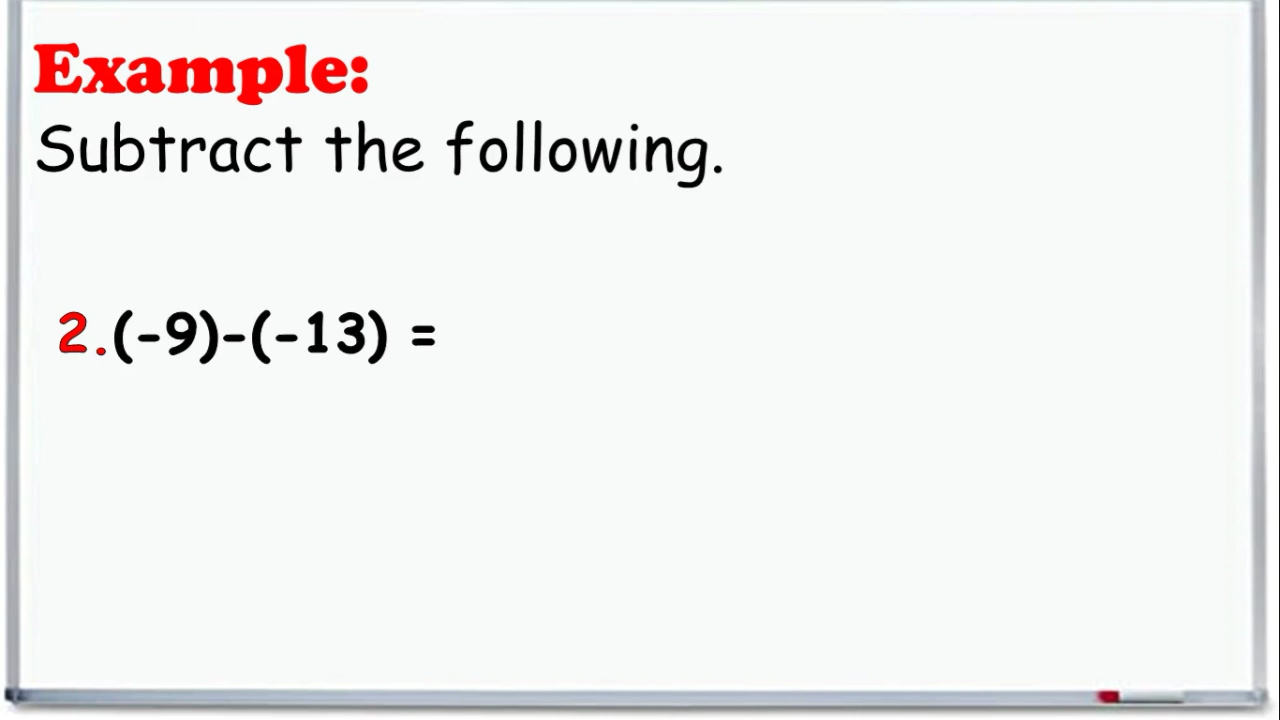 Example:
Subtract the following.
2.(-9)-(-13) =